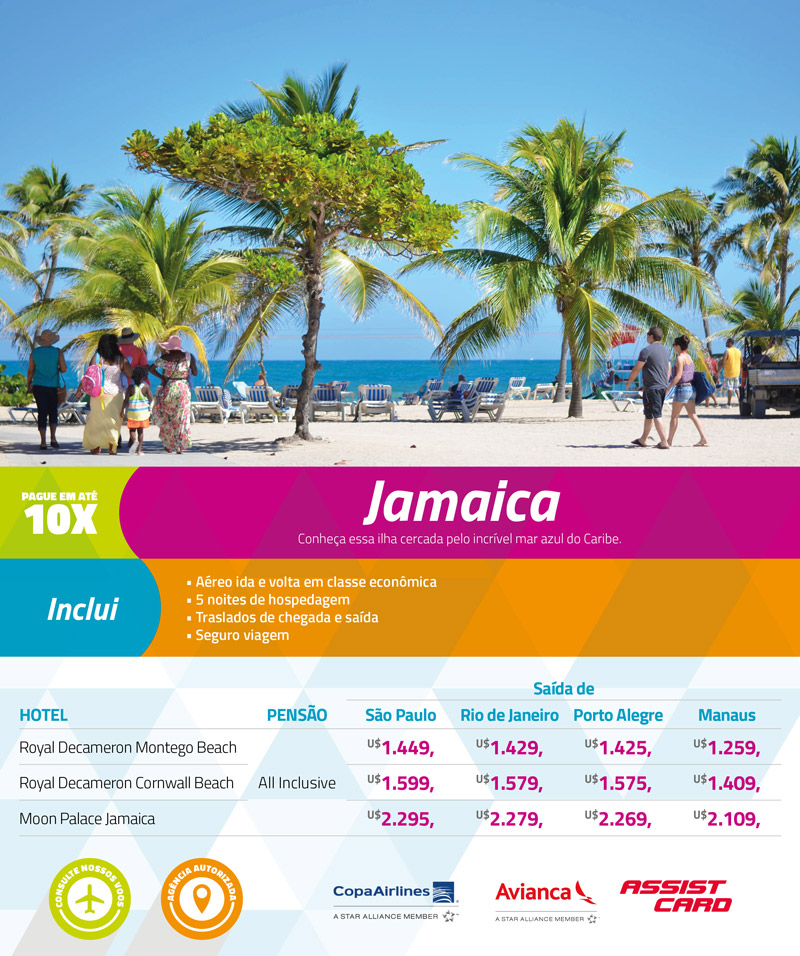 PAGUE EM ATÉ
10X
Jamaica
Conheça essa ilha cercada pelo incrível mar azul do Caribe.
Inclui
• Aéreo ida e volta em classe econômica
• 5 noites de hospedagem
• Traslados de chegada e saída
• Seguro viagem
Saída de
HOTEL PENSÃO São Paulo Rio de Janeiro Porto Alegre Manaus
Royal Decameron Montego Beach U$1.449, U$1.429, U$1.425, U$1.259,
Royal Decameron Cornwall Beach All Inclusive U$1.599, U$1.579, U$1.575, U$1.409,
Moon Palace Jamaica U$2.295, U$2.279, U$2.269, U$2.109,
CONSULTE NOSSOS VOOS
AGÊNCIA AUTORIZADA
CopaAirlines
A STAR ALLIANCE MEMBER
Avianca
A STAR ALLIANCE MEMBER
ASSIST
CARD